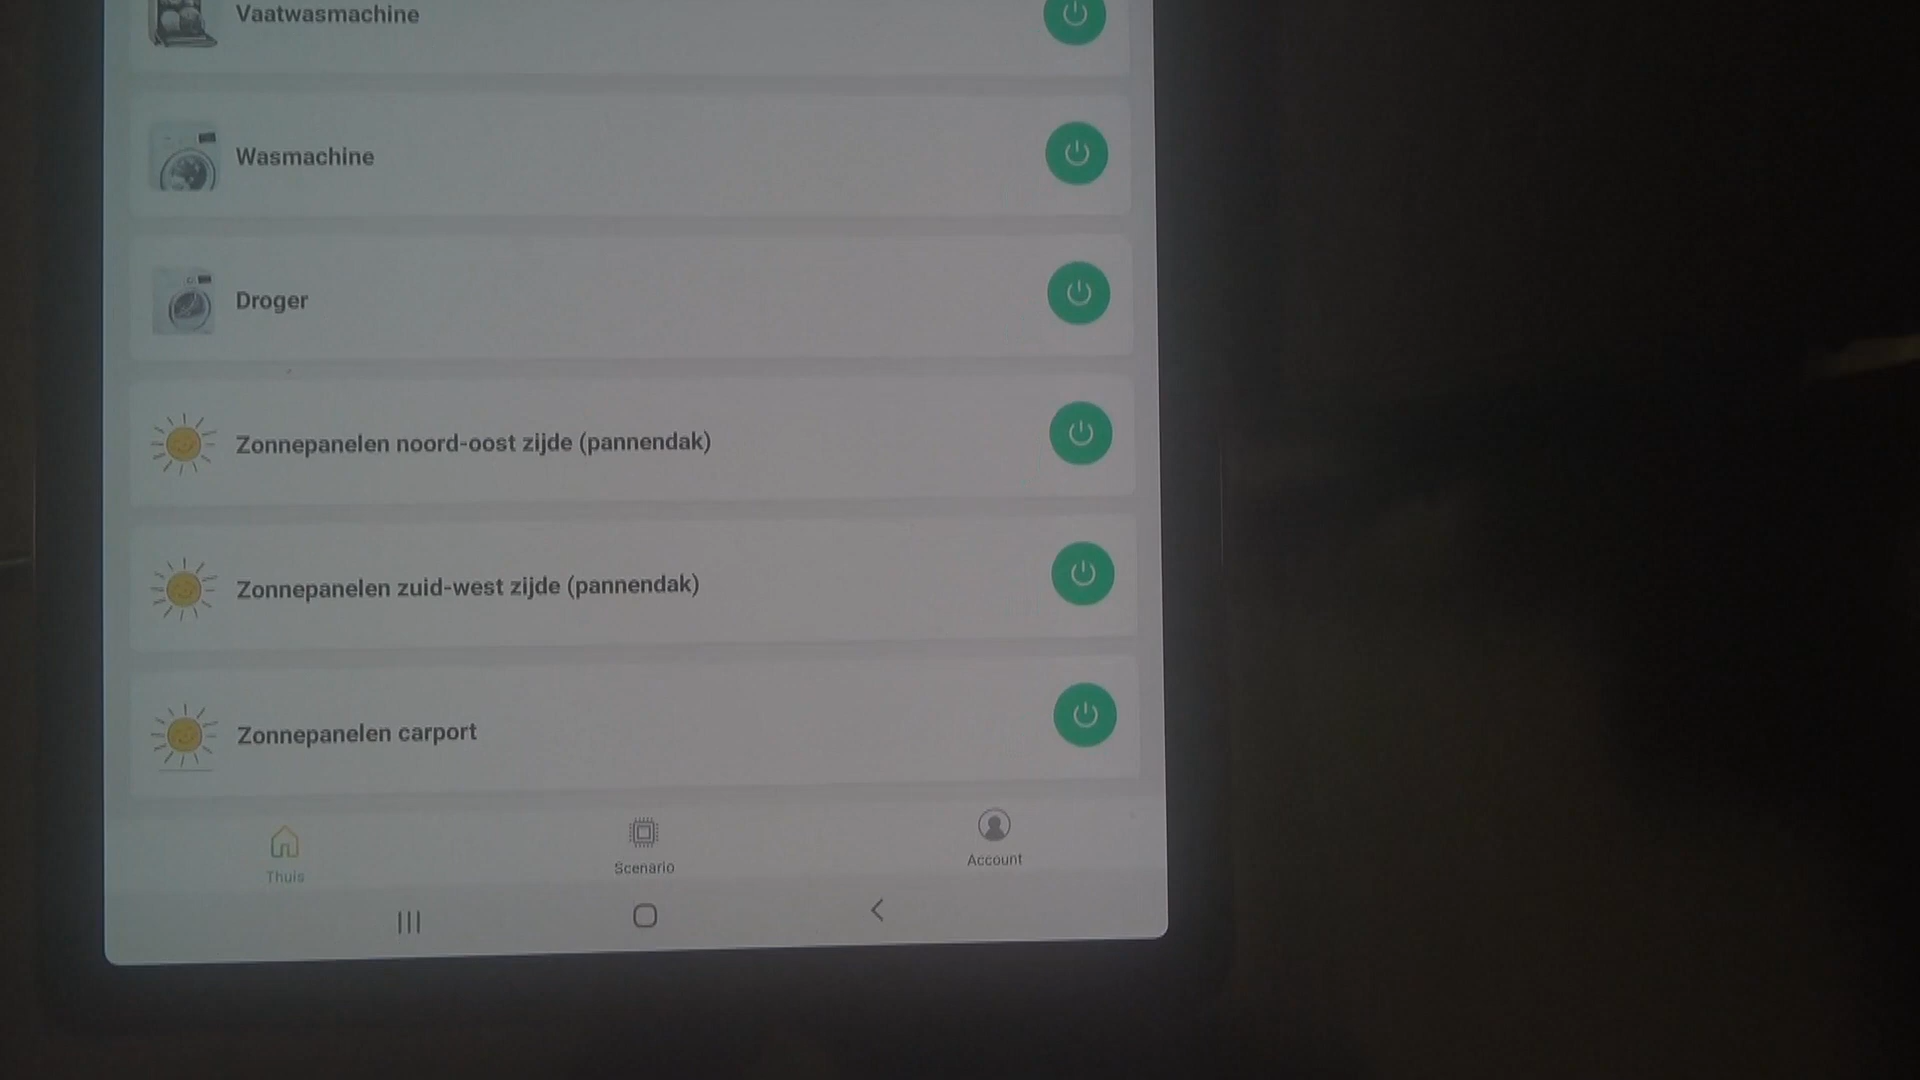 Vaatwasmachine
Wasmachine
Droger
Zonnepanelen noord-oost zijde (pannendak)
Zonnepanelen zuid-west zijde (pannendak)
Zonnepanelen carport
Thuis
Scenario
Account